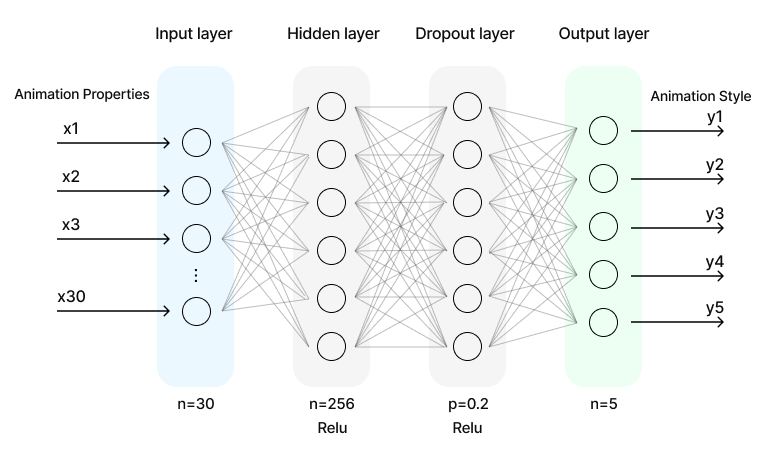 Input layer
Hidden layer
Dropout layer
Output layer
Animation Properties
Animation Style
x1
x2
x3
⋮
x30
y1
y2
y3
y4
y5
n=30
n=256
p=0.2
n=5
Relu
Relu